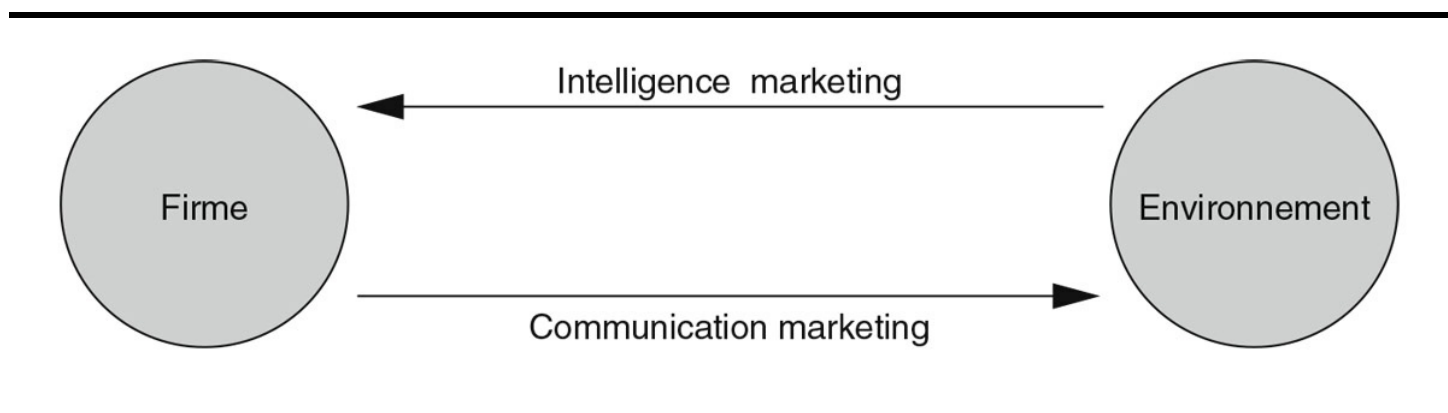 Intelligence marketing
Firme
Environnement
Communication marketing